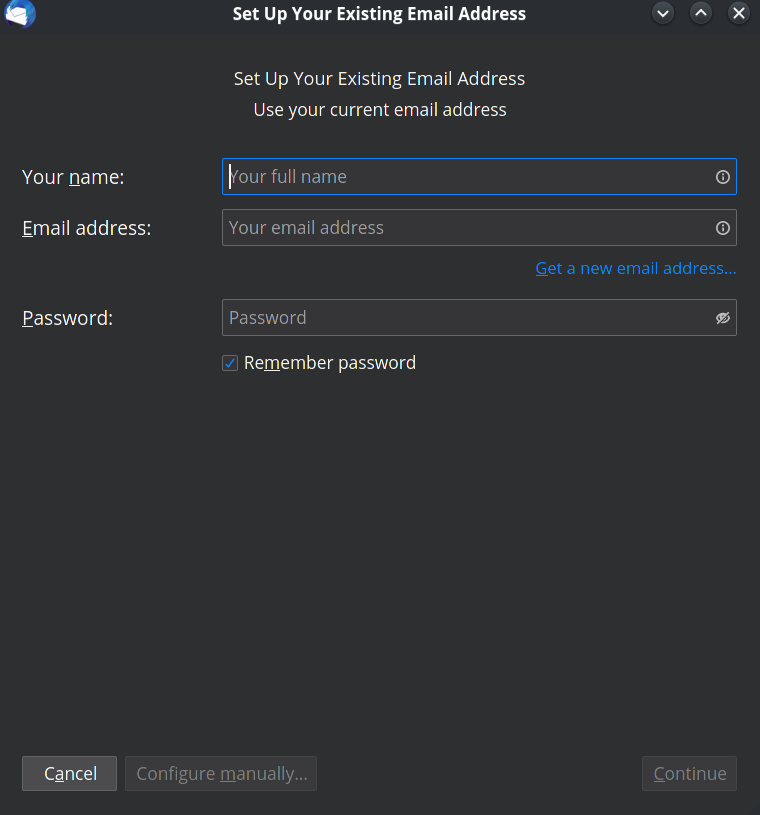 Set Up Your Existing Email Address
Set Up Your Existing Email Address
Use your current email address
Your name: Your full name
Email address: Your email address
Get a new email address...
Password: Password
Remember password
Cancel Configure manually... Continue